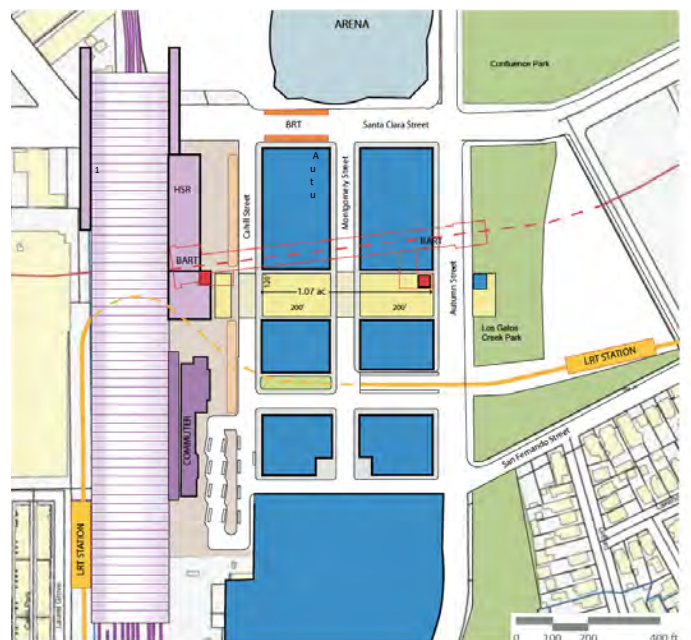 ARENA
Confluence Park
BRT
Santa Clara Street
1
A
u
t
u
HSR
Cahill Street
Montgomery Street
BART
BART
120'
1.07 ac
200'
200'
Autumn Street
Los Gatos
Creek Park
LRT STATION
COMMUTER
San Fernando Street
LRT STATION
Laurel Grove
0 100 200 400 ft